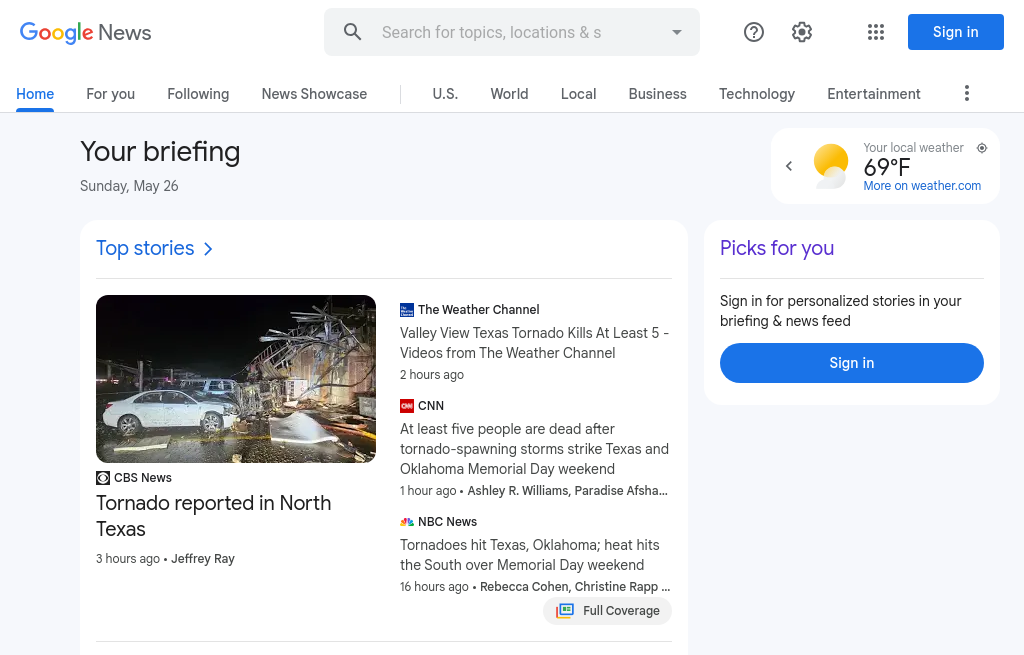 Google News
Search for topics, locations & s
Sign in
Home
For you
Following
News Showcase
U.S.
World
Local
Business
Technology
Entertainment
Your briefing
Sunday, May 26
Your local weather
69°F
More on weather.com
Top stories
CBS News
Tornado reported in North
Texas
3 hours ago • Jeffrey Ray
The Weather Channel
Valley View Texas Tornado Kills At Least 5 -
Videos from The Weather Channel
2 hours ago
CNN
At least five people are dead after
tornado-spawning storms strike Texas and
Oklahoma Memorial Day weekend
1 hour ago • Ashley R. Williams, Paradise Afsha...
NBC News
Tornadoes hit Texas, Oklahoma; heat hits
the South over Memorial Day weekend
16 hours ago • Rebecca Cohen, Christine Rapp ...
Full Coverage
Picks for you
Sign in for personalized stories in your
briefing & news feed
Sign in